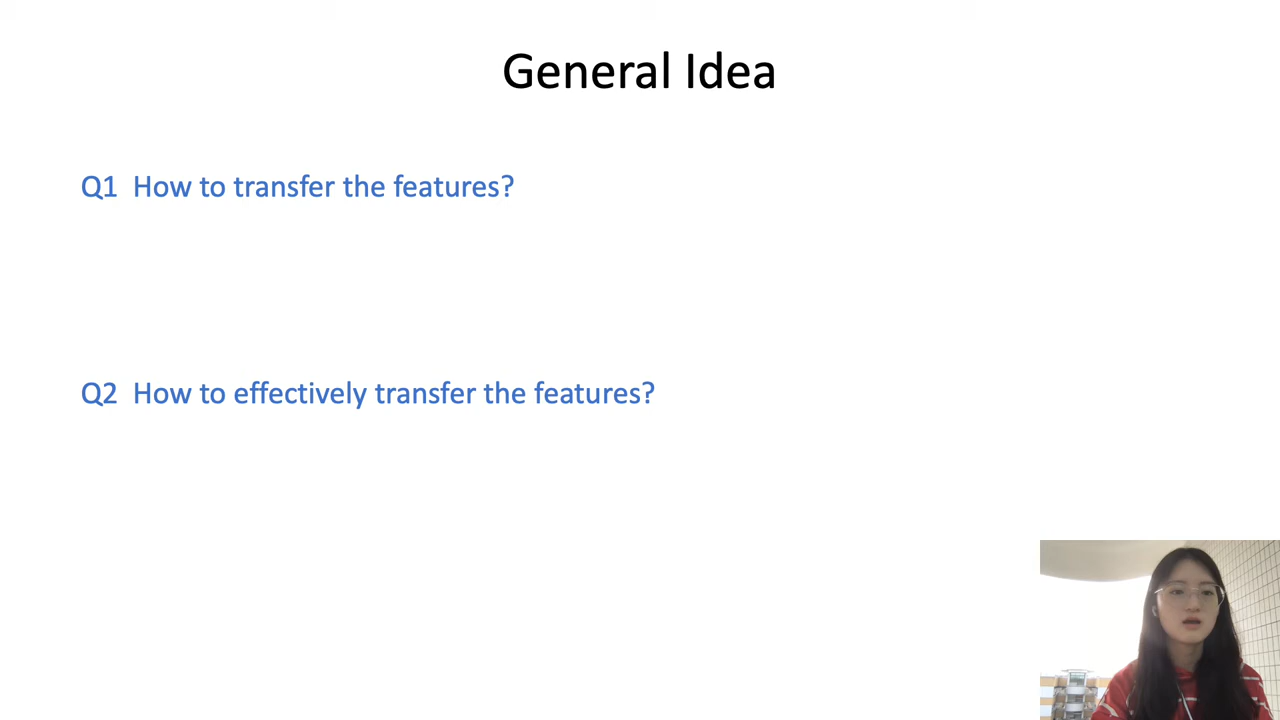 General Idea
Q1 How to transfer the features?
Q2 How to effectively transfer the features?